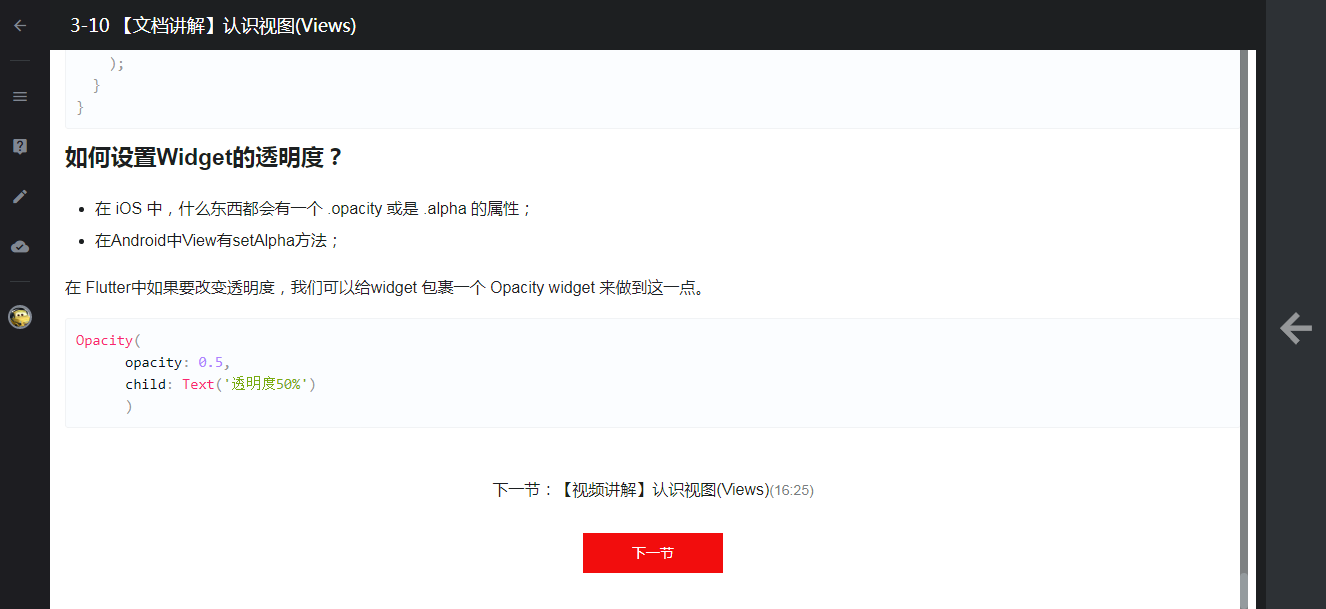 3-10 【文档讲解】认识视图(Views)
);
}
}
如何设置Widget的透明度？
在 iOS 中，什么东西都会有一个 .opacity 或是 .alpha 的属性；
在Android中View有setAlpha方法；
在 Flutter中如果要改变透明度，我们可以给widget 包裹一个 Opacity widget 来做到这一点。
Opacity(
opacity: 0.5,
child: Text('透明度50%')
)
下一节：【视频讲解】认识视图(Views)(16:25)
下一节